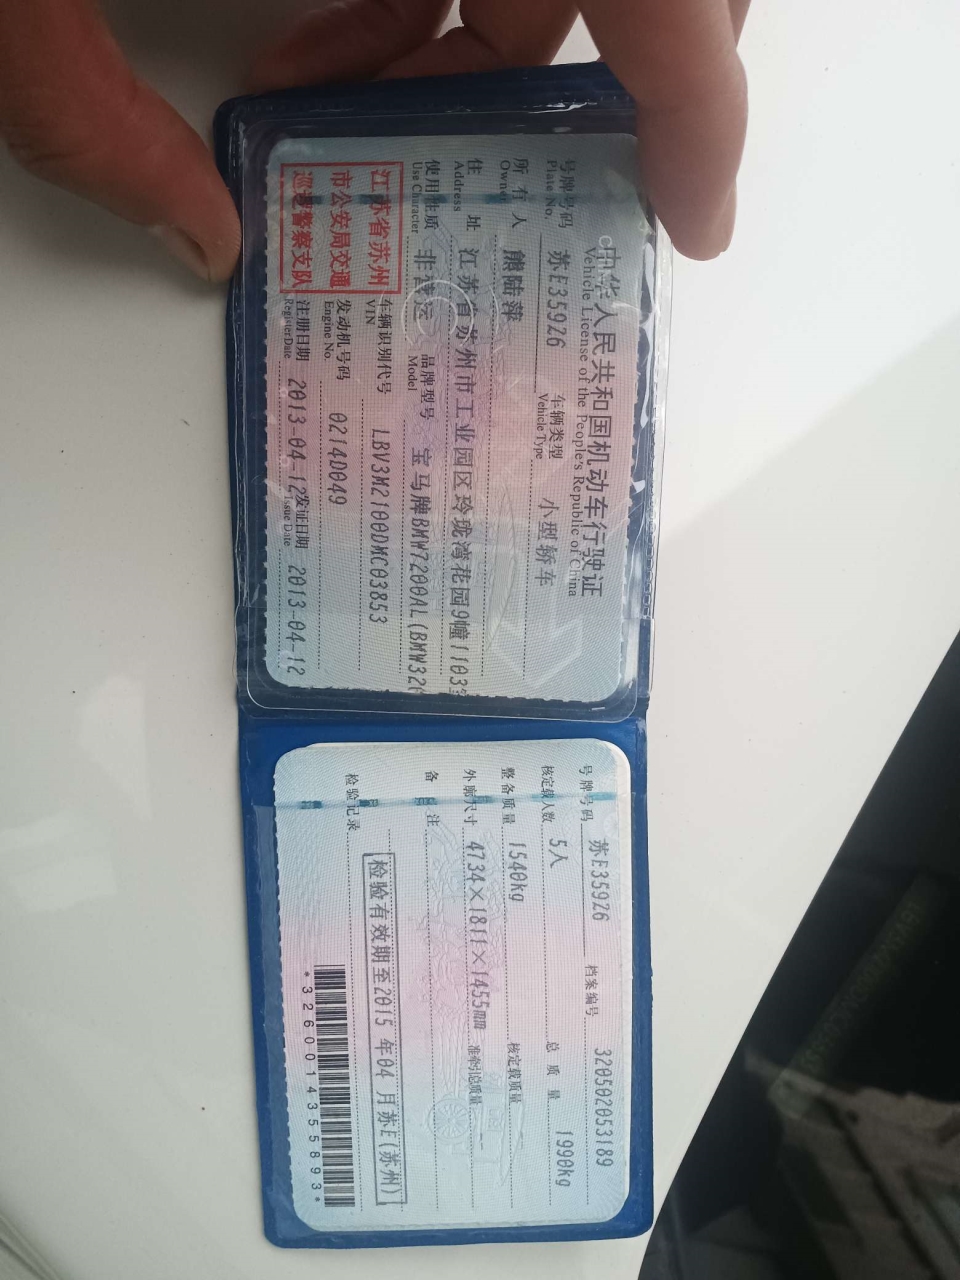 中华人民共和国机动车行驶证
Vehicle License of the People's Republic of China
号牌号码 苏E35926 车辆类型 小型轿车
Plate No. Vehicle Type
所有人 熊陆萍
Owner
住址 江苏省苏州市工业园区玲珑湾花园9幢1103
Address
使用性质 非营运 品牌型号 宝马牌BMW7200AL(BMW32
Use Character Model
江苏省苏州
市公安局交通
巡逻警察支队
车辆识别代号 LBV3M2100DMC03853
VIN
发动机号码 0214D049
Engine No.
注册日期 2013-04-12 发证日期 2013-04-12
Register Date Issue Date
号牌号码 苏E35926 档案编号 320502053189
核定载人数 5人 总质量 1990kg
整备质量 1540kg 核定载质量
外廓尺寸 4734×1811×1455mm 准牵引总质量 —
备注
检验记录 检验有效期至2015年04月苏E(苏州)
*3260014355893*